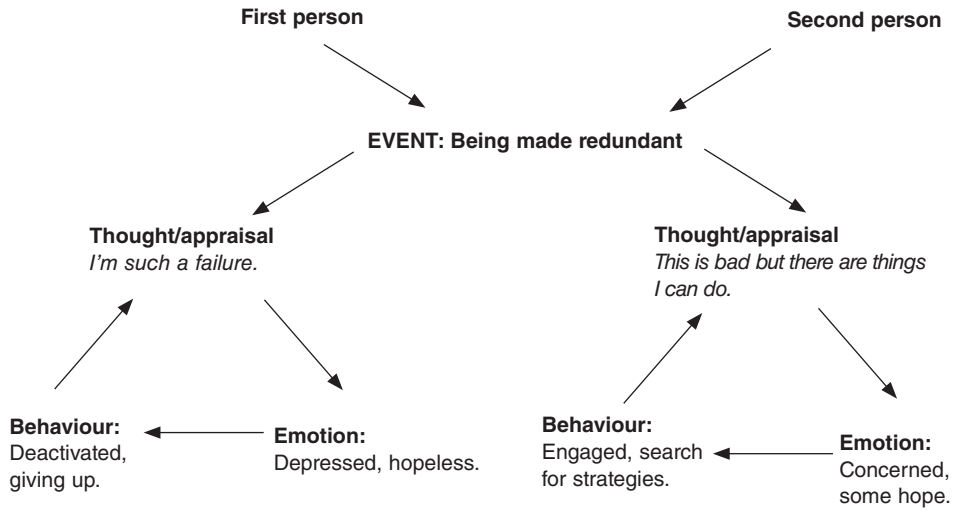 First person
Second person
EVENT: Being made redundant
Thought/appraisal
I'm such a failure.
Thought/appraisal
This is bad but there are things
I can do.
Behaviour:
Deactivated,
giving up.
Emotion:
Depressed, hopeless.
Behaviour:
Engaged, search
for strategies.
Emotion:
Concerned,
some hope.